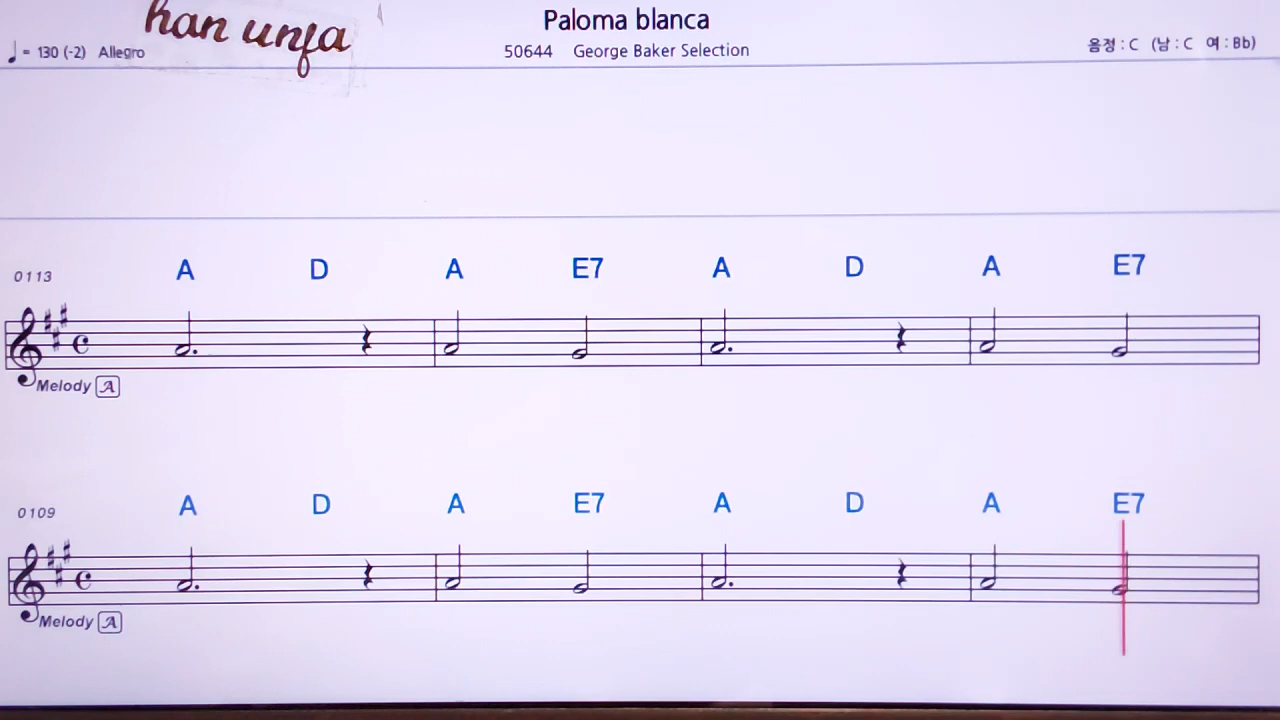 han unfa
Paloma blanca
♩ = 130 (-2) Allegro
50644 George Baker Selection
음정 : C (남 : C 여 : Bb)
0113
A D A E7 A D A E7
Melody A
0109
A D A E7 A D A E7
Melody A